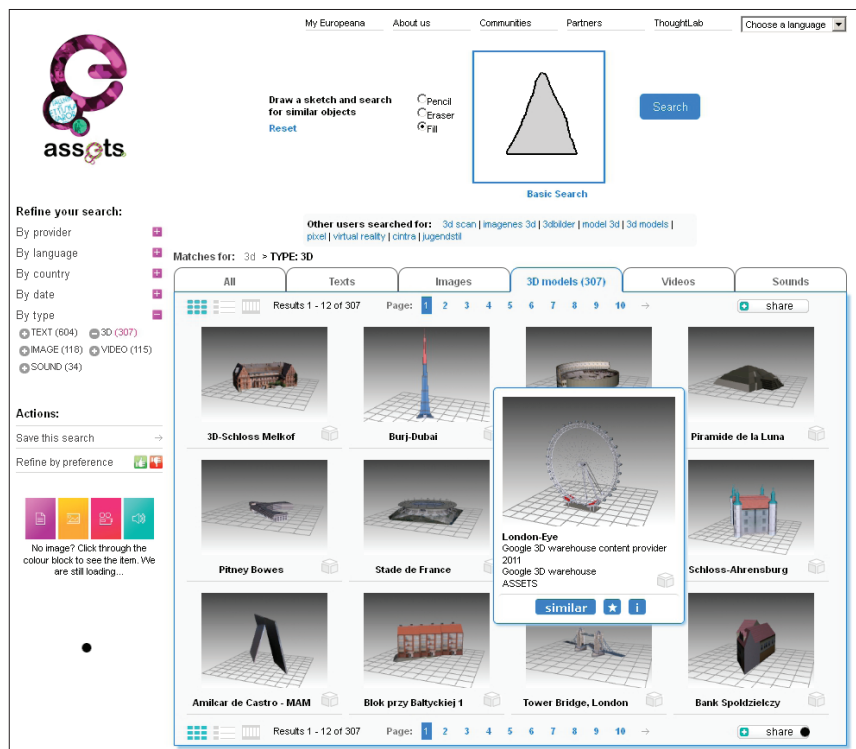 My Europeana
About us
Communities
Partners
ThoughtLab
Choose a language
assets
Draw a sketch and search
for similar objects
Reset
Pencil
Eraser
Fill
Search
Basic Search
Other users searched for: 3d scan | imagenes 3d | 3dbilder | model 3d | 3d models |
pixel | virtual reality | cintra | jugendstil
Refine your search:
By provider
By language
By country
By date
By type
TEXT (604)
3D (307)
IMAGE (118)
VIDEO (115)
SOUND (34)
Actions:
Save this search
Refine by preference
No image? Click through the
colour block to see the item. We
are still loading...
Matches for: 3d > TYPE: 3D
All
Texts
Images
3D models (307)
Videos
Sounds
Results 1 - 12 of 307
Page: 1 2 3 4 5 6 7 8 9 10 →
share
3D-Schloss Melkof
Burj-Dubai
Piramide de la Luna
London-Eye
Google 3D warehouse content provider
2011
Google 3D warehouse
ASSETS
similar
i
Pitney Bowes
Stade de France
Schloss-Ahrensburg
Amilcar de Castro - MAM
Blok przy Bałtyckiej 1
Tower Bridge, London
Bank Spoldzielczy
Results 1 - 12 of 307
Page: 1 2 3 4 5 6 7 8 9 10 →
share